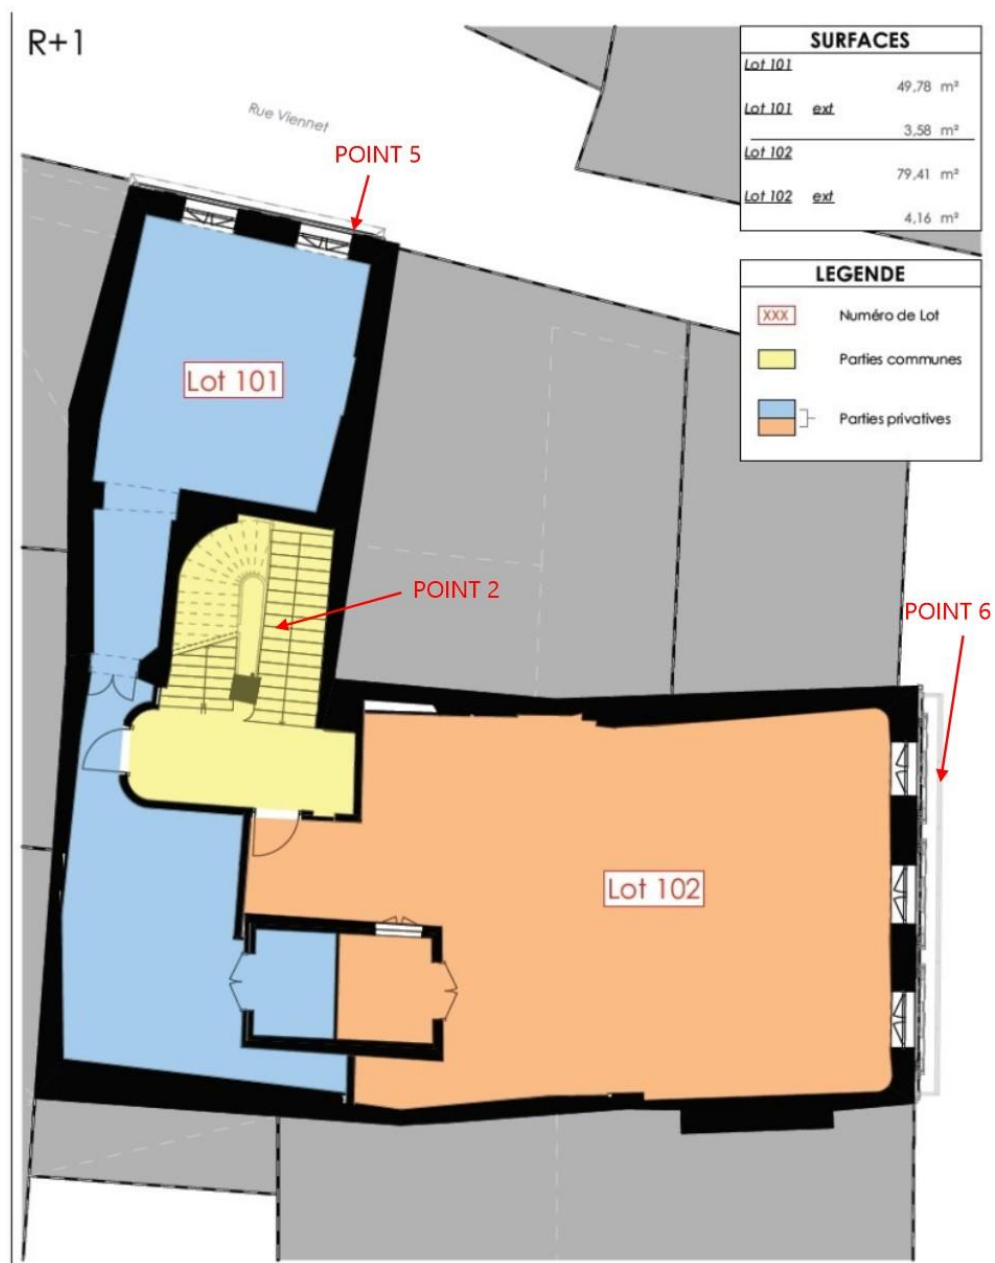 R+1
SURFACES
Lot 101
49,78 m²
Lot 101 ext
3,58 m²
Lot 102
79,41 m²
Lot 102 ext
4,16 m²
Rue Viennet
POINT 5
LEGENDE
XXX Numéro de Lot
Parties communes
Parties privatives
Lot 101
POINT 2
POINT 6
Lot 102